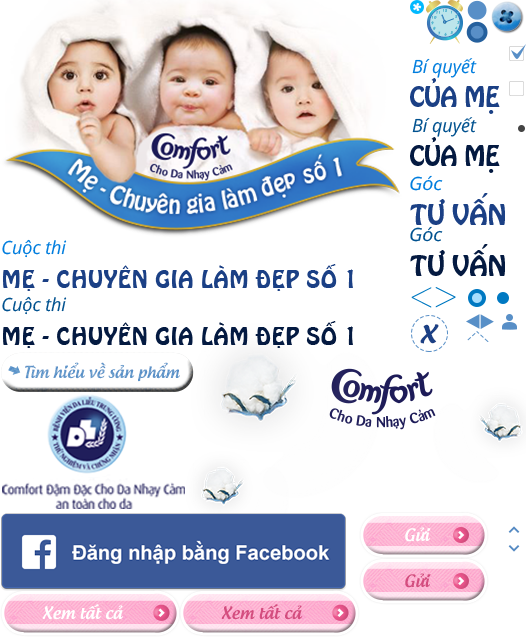 Comfort
Cho Da Nhạy Cảm
Mẹ - Chuyên gia làm đẹp số 1
Bí quyết
CỦA MẸ
Bí quyết
CỦA MẸ
Góc
TƯ VẤN
Góc
TƯ VẤN
Cuộc thi
MẸ - CHUYÊN GIA LÀM ĐẸP SỐ 1
Cuộc thi
MẸ - CHUYÊN GIA LÀM ĐẸP SỐ 1
X
Tìm hiểu về sản phẩm
Comfort
Cho Da Nhạy Cảm
BỆNH VIỆN DA LIỄU TRUNG ƯƠNG
THỬ NGHIỆM VÀ CHỨNG NHẬN
Comfort Đậm Đặc Cho Da Nhạy Cảm
an toàn cho da
f
Đăng nhập bằng Facebook
Gửi
Gửi
Xem tất cả
Xem tất cả